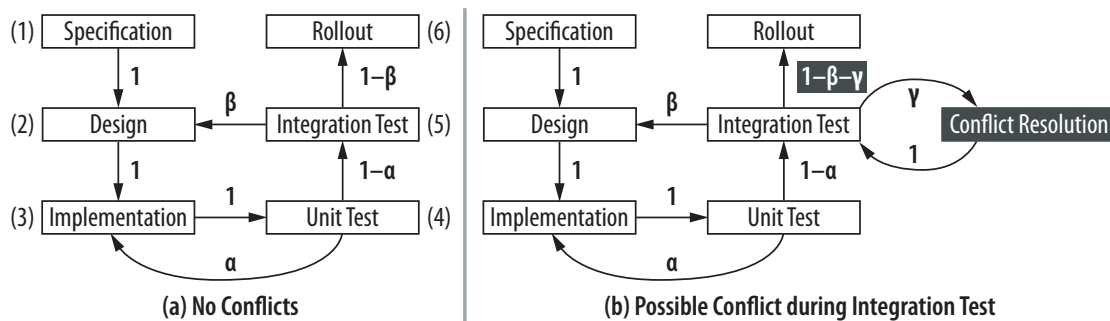 (1) Specification Rollout (6)
1 1–β
β
(2) Design Integration Test (5)
1 1–α
(3) Implementation 1 Unit Test (4)
α
(a) No Conflicts
Specification Rollout
1 1–β–γ
β γ
Design Integration Test Conflict Resolution
1 1–α 1
Implementation 1 Unit Test
α
(b) Possible Conflict during Integration Test